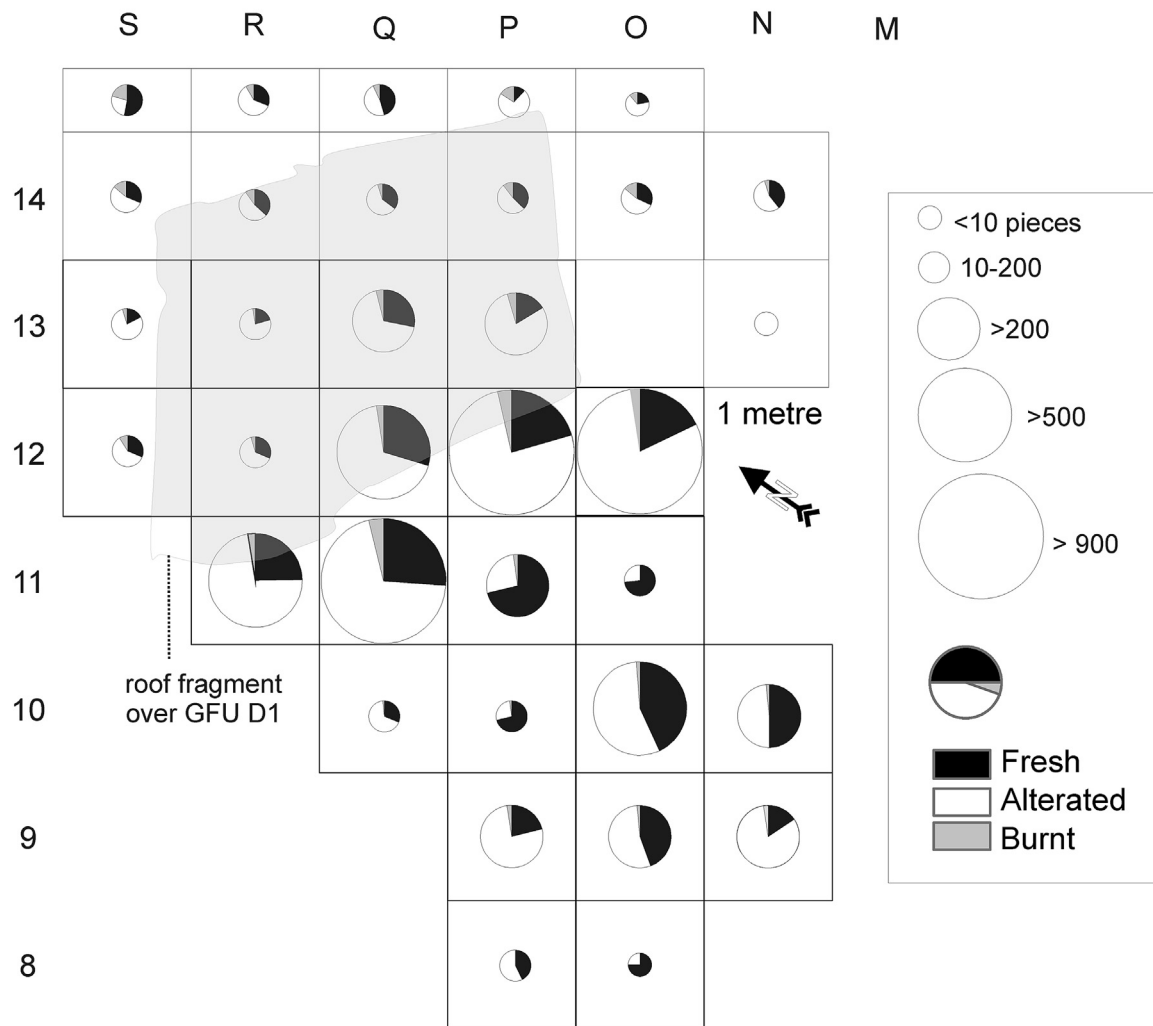 S R Q P O N M
14
<10 pieces
10-200
13
>200
12
1 metre
>500
N
> 900
11
roof fragment
over GFU D1
10
Fresh
Alterated
9
Burnt
8